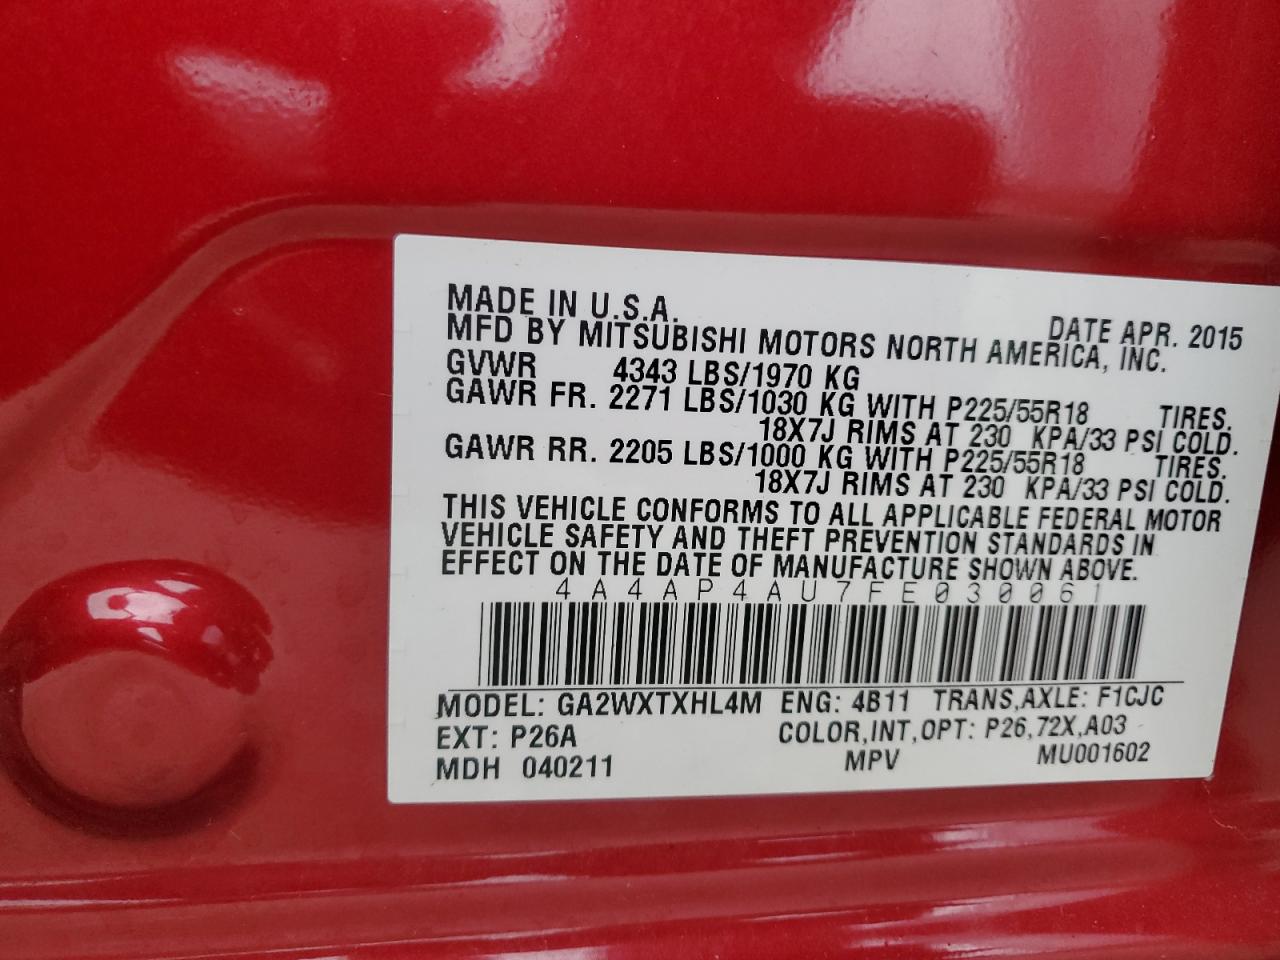 MADE IN U.S.A. DATE APR. 2015
MFD BY MITSUBISHI MOTORS NORTH AMERICA, INC.
GVWR 4343 LBS/1970 KG
GAWR FR. 2271 LBS/1030 KG WITH P225/55R18 TIRES.
18X7J RIMS AT 230 KPA/33 PSI COLD.
GAWR RR. 2205 LBS/1000 KG WITH P225/55R18 TIRES.
18X7J RIMS AT 230 KPA/33 PSI COLD.
THIS VEHICLE CONFORMS TO ALL APPLICABLE FEDERAL MOTOR
VEHICLE SAFETY AND THEFT PREVENTION STANDARDS IN
EFFECT ON THE DATE OF MANUFACTURE SHOWN ABOVE.
4A4AP4AU7FE030061
MODEL: GA2WXTXHL4M ENG: 4B11 TRANS,AXLE: F1CJC
EXT: P26A COLOR,INT,OPT: P26,72X,A03
MDH 040211 MPV MU001602